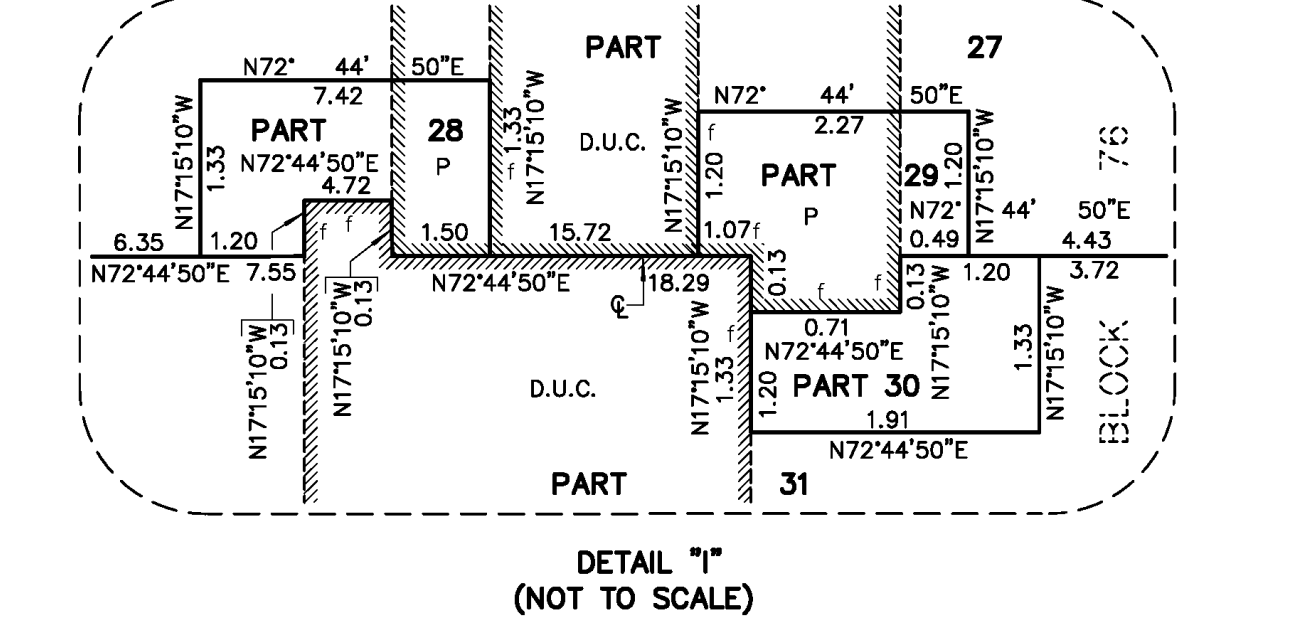 PART 27
N72° 44' 50"E
7.42
N72° 44' 50"E
2.27
PART 28
P
N17°15'10"W
1.33
N72°44'50"E
4.72
f
1.33
N17°15'10"W
D.U.C.
N17°15'10"W
f
1.20
PART 29
P
1.20
N17°15'10"W
76
N72° 44' 50"E
6.35
1.20
f
f
1.50
15.72
1.07
f
0.49
4.43
N72°44'50"E
7.55
N72°44'50"E
18.29
℄
0.13
f
f
0.13
1.20
3.72
N17°15'10"W
0.13
N17°15'10"W
0.13
N17°15'10"W
f
1.33
0.71
N72°44'50"E
N17°15'10"W
1.33
N17°15'10"W
BLOCK
D.U.C.
1.20
PART 30
1.91
N72°44'50"E
PART 31
DETAIL "I"
(NOT TO SCALE)